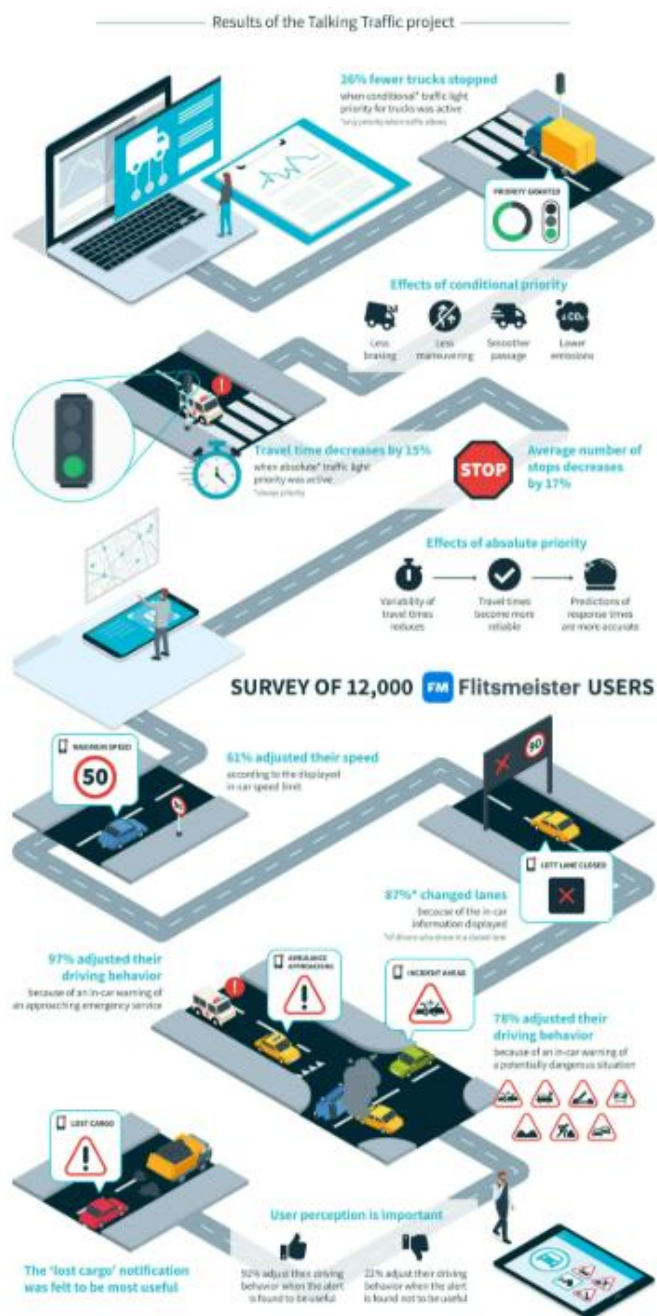 Results of the Talking Traffic project
26% fewer trucks stopped
when conditional* traffic light
priority for trucks was active
*only priority when traffic allows
PRIORITY GRANTED
Effects of conditional priority
Less
braking
Less
maneuvering
Smoother
passage
↓CO₂
Lower
emissions
Travel time decreases by 15%
when absolute* traffic light
priority was active
*always priority
STOP
Average number of
stops decreases
by 17%
Effects of absolute priority
Variability of
travel times
reduces
Travel times
become more
reliable
Predictions of
response times
are more accurate
SURVEY OF 12,000 FM Flitsmeister USERS
MAXIMUM SPEED
50
61% adjusted their speed
according to the displayed
in-car speed limit
90
LEFT LANE CLOSED
87%* changed lanes
because of the in-car
information displayed
*of drivers who drove in a closed lane
97% adjusted their
driving behavior
because of an in-car warning of
an approaching emergency service
AMBULANCE
APPROACHING
INCIDENT AHEAD
78% adjusted their
driving behavior
because of an in-car warning of
a potentially dangerous situation
LOST CARGO
The 'lost cargo' notification
was felt to be most useful
User perception is important
92% adjust their driving
behavior when the alert
is found to be useful
22% adjust their driving
behavior when the alert
is found not to be useful